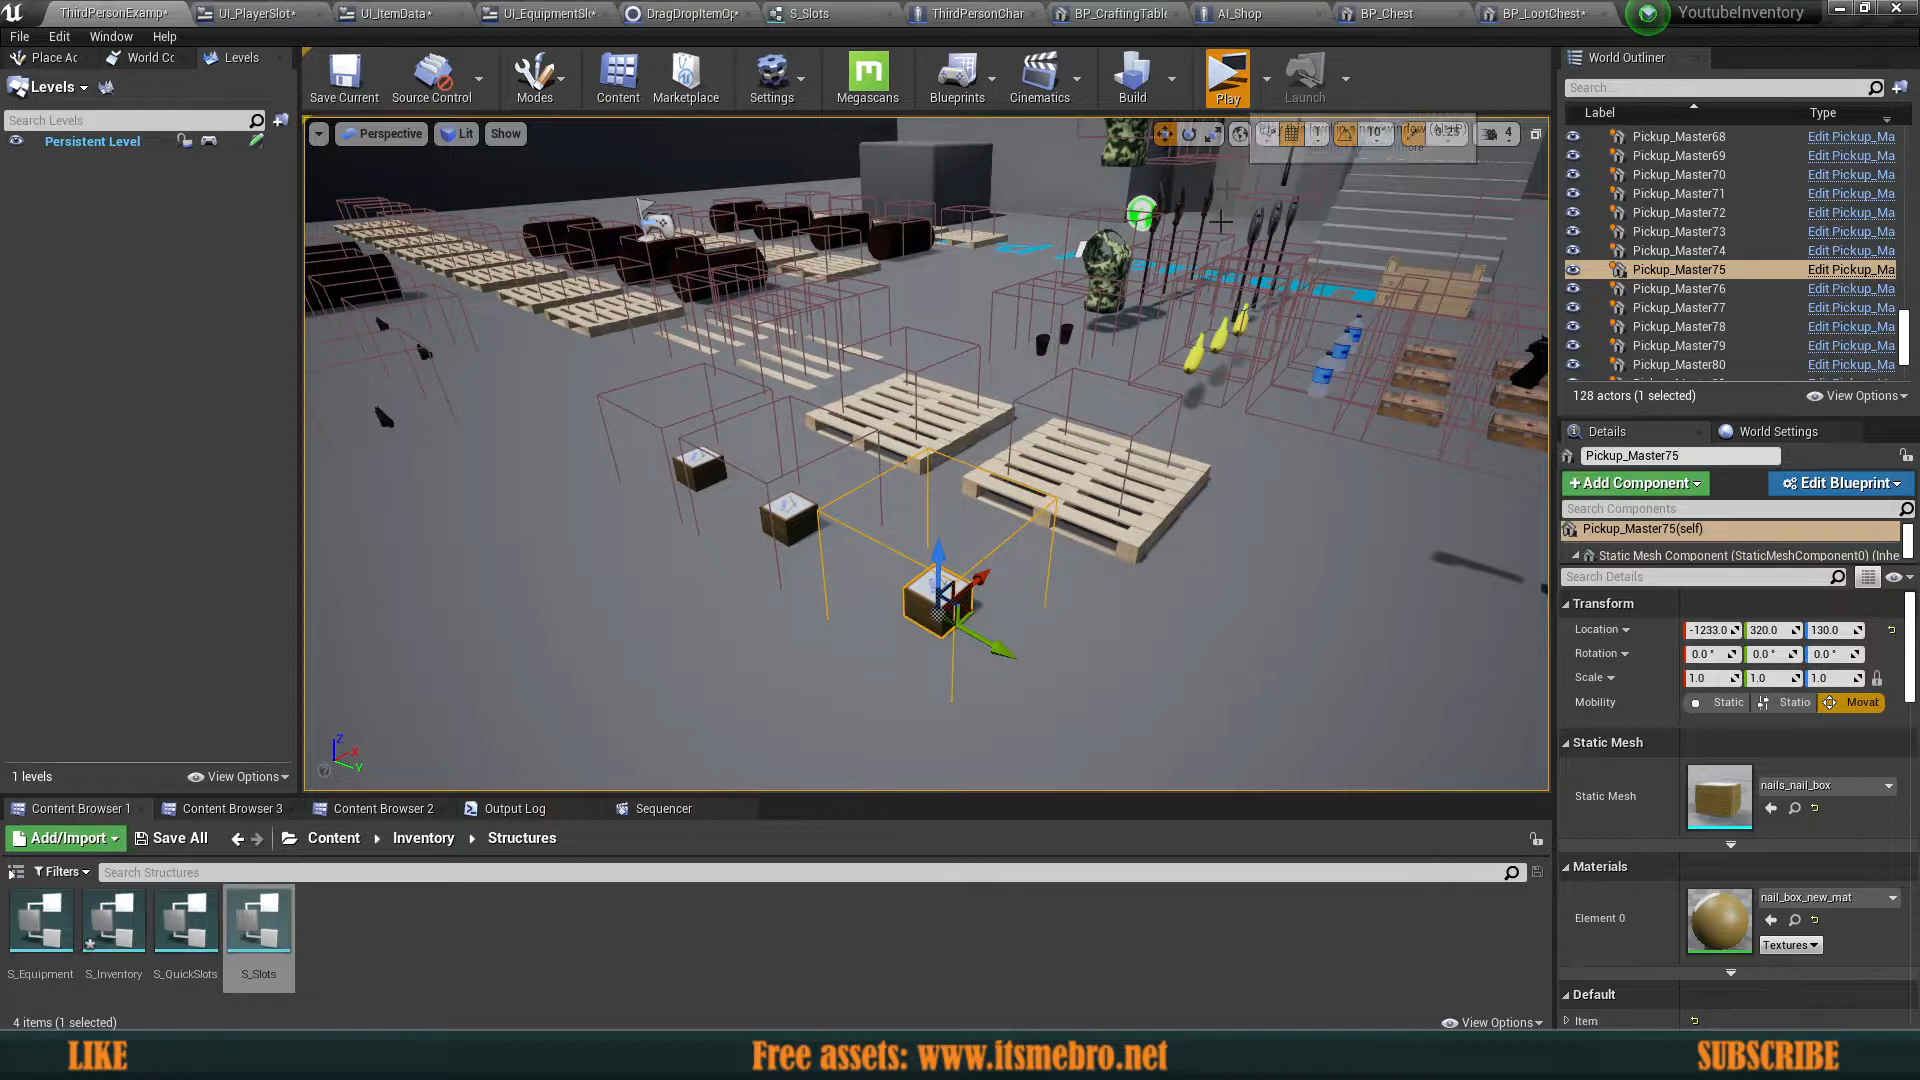 ThirdPersonExamp*
UI_PlayerSlot*
UI_ItemData*
UI_EquipmentSlo*
DragDropItemOp*
S_Slots
ThirdPersonChar
BP_CraftingTable
AI_Shop
BP_Chest
BP_LootChest*
YoutubeInventory
File
Edit
Window
Help
Place Ac
World Cc
Levels
World Outliner
Levels
Save Current
Source Control
Modes
Content
Marketplace
Settings
Megascans
Blueprints
Cinematics
Build
Play
Launch
Search...
Label
Type
Search Levels
Persistent Level
Perspective
Lit
Show
1
10
0.25
4
Pickup_Master68 Edit Pickup_Ma
Pickup_Master69 Edit Pickup_Ma
Pickup_Master70 Edit Pickup_Ma
Pickup_Master71 Edit Pickup_Ma
Pickup_Master72 Edit Pickup_Ma
Pickup_Master73 Edit Pickup_Ma
Pickup_Master74 Edit Pickup_Ma
Pickup_Master75 Edit Pickup_Ma
Pickup_Master76 Edit Pickup_Ma
Pickup_Master77 Edit Pickup_Ma
Pickup_Master78 Edit Pickup_Ma
Pickup_Master79 Edit Pickup_Ma
Pickup_Master80 Edit Pickup_Ma
128 actors (1 selected)
View Options
Details
World Settings
Pickup_Master75
+Add Component
Edit Blueprint
Search Components
Pickup_Master75(self)
Static Mesh Component (StaticMeshComponent0) (Inhe
Search Details
Transform
Location -1233.0 320.0 130.0
Rotation 0.0 ° 0.0 ° 0.0 °
Scale 1.0 1.0 1.0
Mobility Static Statio Movat
Static Mesh
Static Mesh
nails_nail_box
Materials
Element 0
nail_box_new_mat
Textures
Default
Item
Z
X
Y
1 levels
View Options
Content Browser 1
Content Browser 3
Content Browser 2
Output Log
Sequencer
Add/Import
Save All
Content
Inventory
Structures
Filters
Search Structures
S_Equipment
S_Inventory
S_QuickSlots
S_Slots
4 items (1 selected)
View Options
LIKE
Free assets: www.itsmebro.net
SUBSCRIBE